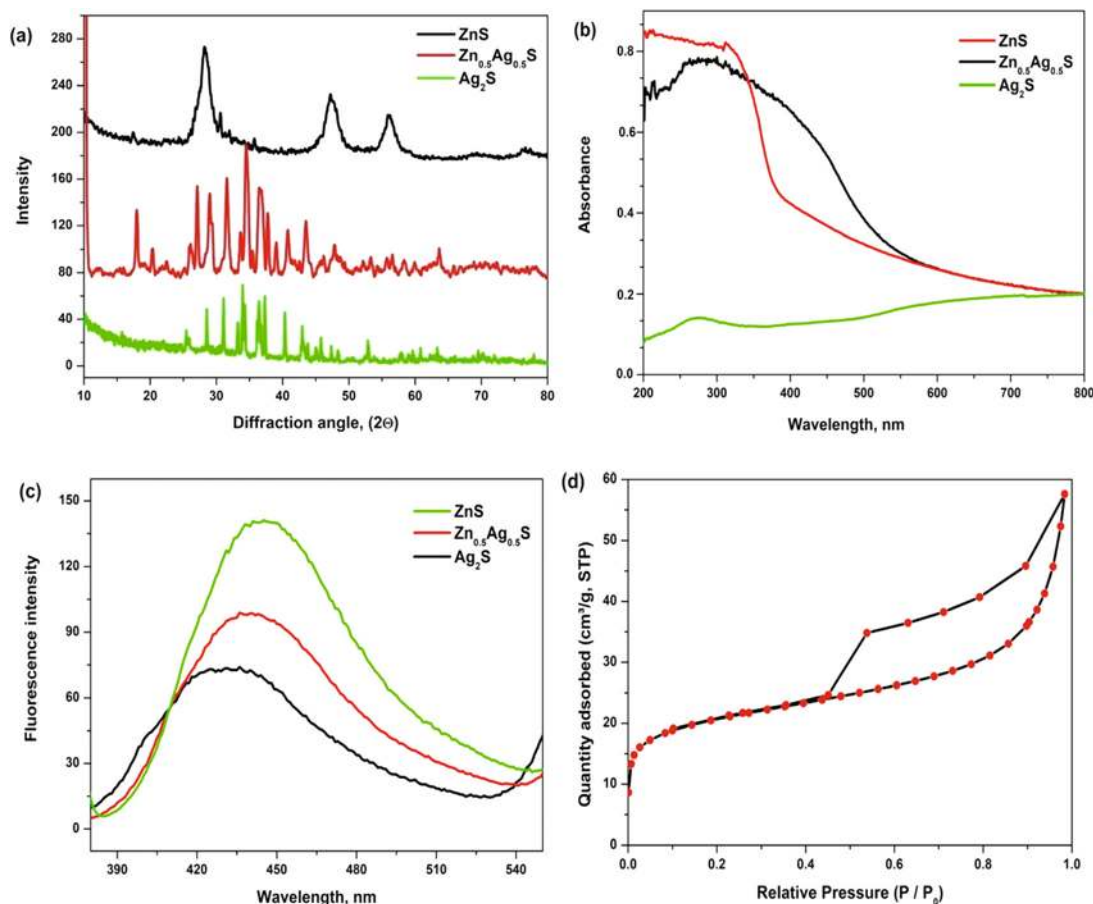 (a)
ZnS
Zn₀.₅Ag₀.₅S
Ag₂S
280
240
200
160
120
80
40
0
Intensity
10 20 30 40 50 60 70 80
Diffraction angle, (2Θ)
(b)
ZnS
Zn₀.₅Ag₀.₅S
Ag₂S
0.8
0.6
0.4
0.2
0.0
Absorbance
200 300 400 500 600 700 800
Wavelength, nm
(c)
ZnS
Zn₀.₅Ag₀.₅S
Ag₂S
150
120
90
60
30
0
Fluorescence intensity
390 420 450 480 510 540
Wavelength, nm
(d)
60
50
40
30
20
10
0
Quantity adsorbed (cm³/g, STP)
0.0 0.2 0.4 0.6 0.8 1.0
Relative Pressure (P / P₀)